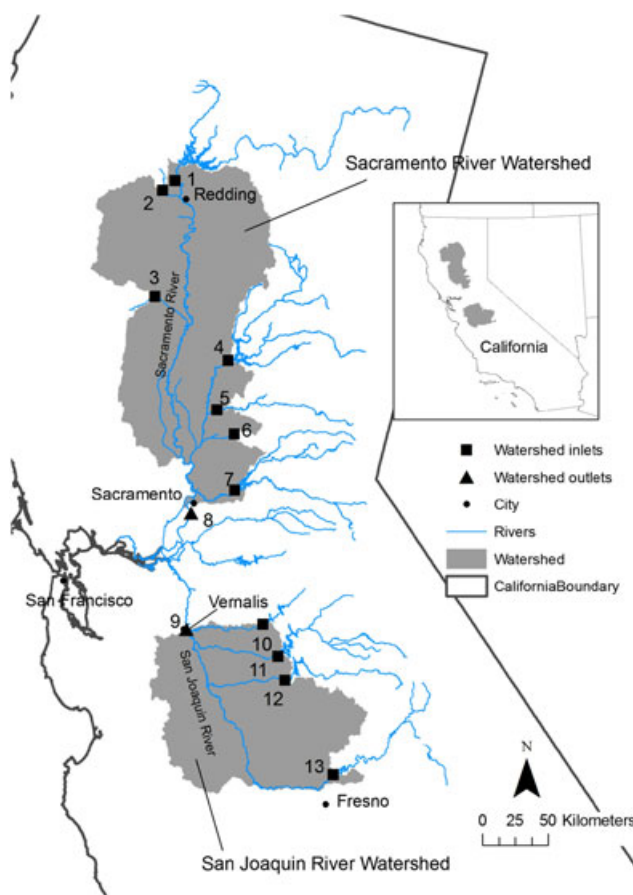 Sacramento River Watershed
1
Redding
2
3
Sacramento River
California
4
5
6
Watershed inlets
Watershed outlets
City
Rivers
Watershed
CaliforniaBoundary
7
Sacramento
8
San Francisco
9
Vernalis
10
11
12
San Joaquin River
13
Fresno
N
0 25 50 Kilometers
San Joaquin River Watershed